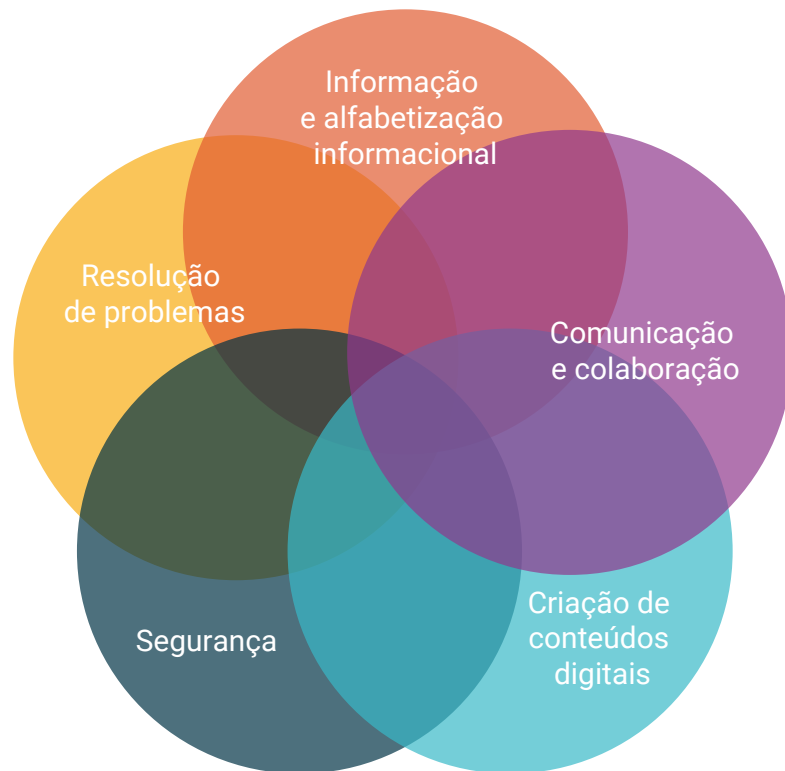 Informação
e alfabetização
informacional
Resolução
de problemas
Comunicação
e colaboração
Criação de
conteúdos
digitais
Segurança